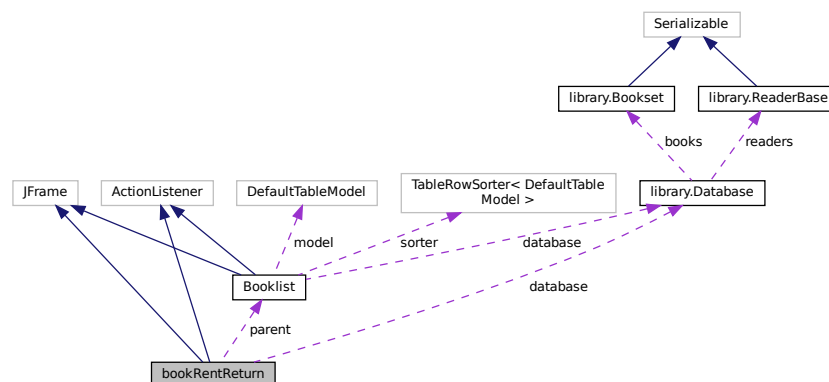 Serializable
library.Bookset
library.ReaderBase
books
readers
JFrame
ActionListener
DefaultTableModel
TableRowSorter< DefaultTable
Model >
library.Database
model
sorter
database
Booklist
database
parent
bookRentReturn